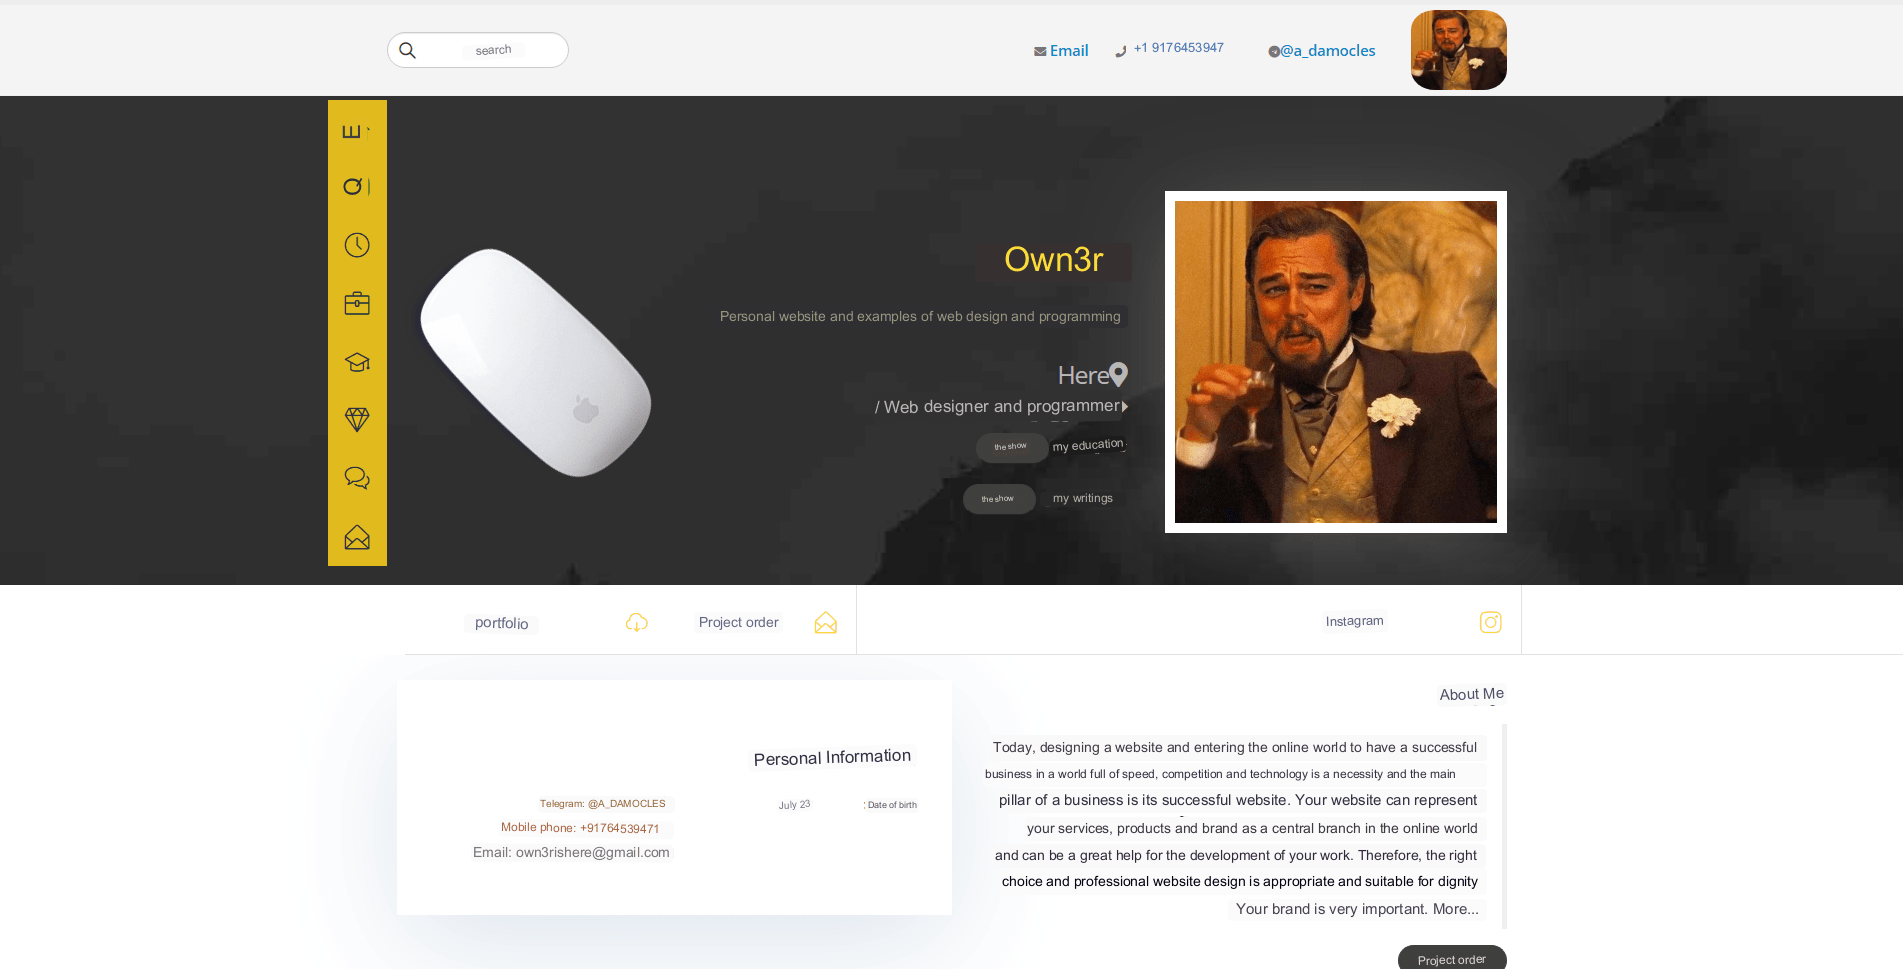 search
Email
+1 9176453947
@a_damocles
Own3r
Personal website and examples of web design and programming
Here
/ Web designer and programmer
the show my education
the show my writings
portfolio
Project order
Instagram
Personal Information
Telegram: @A_DAMOCLES
July 23
Date of birth
Mobile phone: +91764539471
Email: own3rishere@gmail.com
About Me
Today, designing a website and entering the online world to have a successful
business in a world full of speed, competition and technology is a necessity and the main
pillar of a business is its successful website. Your website can represent
your services, products and brand as a central branch in the online world
and can be a great help for the development of your work. Therefore, the right
choice and professional website design is appropriate and suitable for dignity
Your brand is very important. More...
Project order